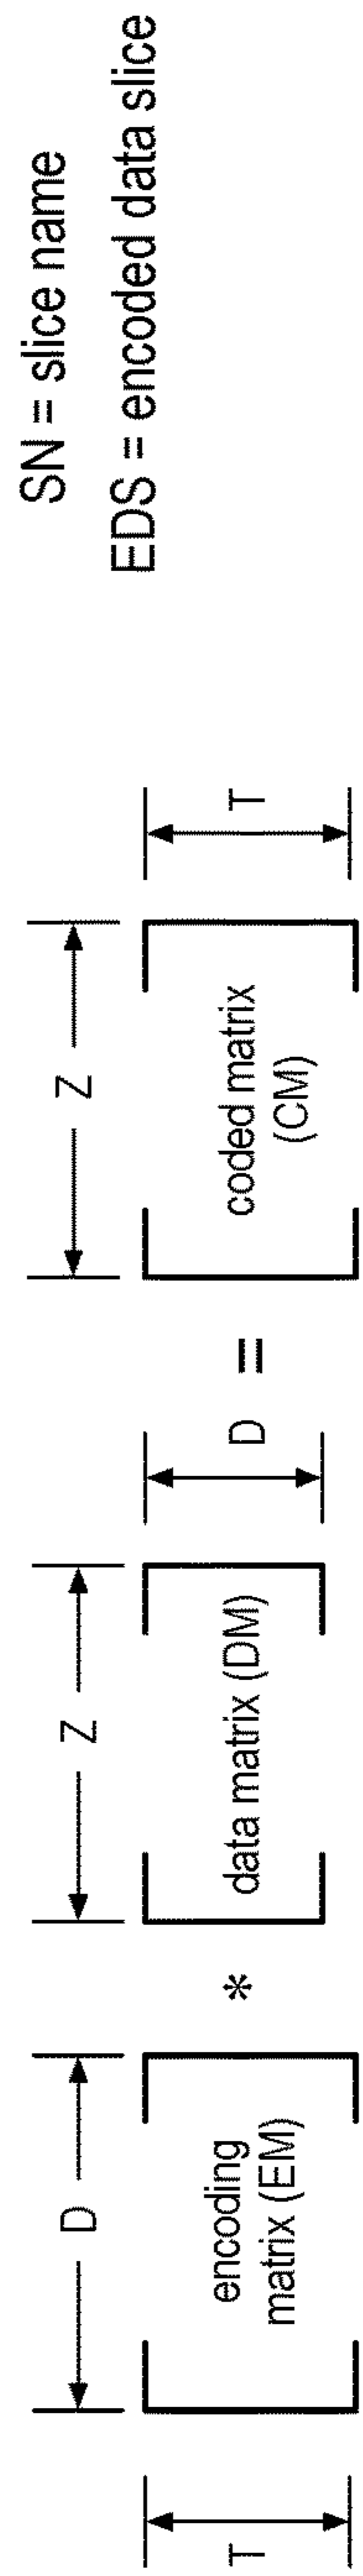 SN = slice name
EDS = encoded data slice
D
Z
Z
T
encoding
matrix (EM)
*
data matrix (DM)
D
=
coded matrix
(CM)
T